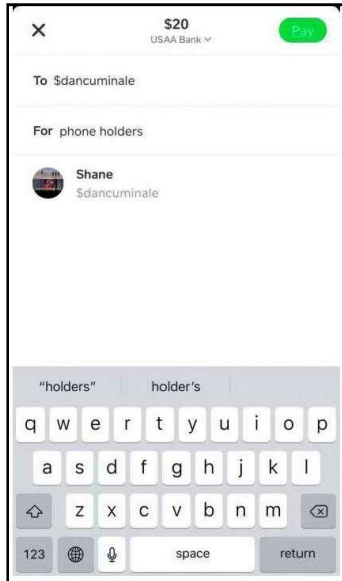 $20
USAA Bank
Pay
To $dancuminale
For phone holders
Shane
$dancuminale
"holders" holder's
q w e r t y u i o p
a s d f g h j k l
z x c v b n m
123 space return